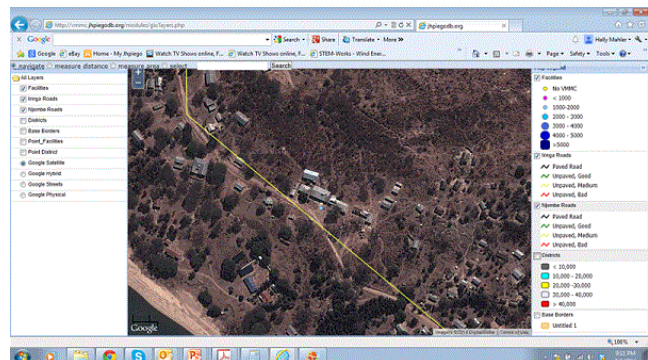 http://vmmc.jhpiegodb.org/modules/gis/layers.php
jhpiegodb.org
Google
Search
Share
Translate
More >>
Hally Mahler
Google
eBay
Home - My Jhpiego
Watch TV Shows online, F...
Watch TV Shows online, F...
STEM-Works - Wind Ener...
Page
Safety
Tools
navigate
measure distance
measure area
select
Search
All Layers
Facilities
Iringa Roads
Njombe Roads
Districts
Base Borders
Point_Facilities
Point District
Google Satellite
Google Hybrid
Google Streets
Google Physical
Facilities
No VMMC
< 1000
1000-2000
2000 - 3000
3000 - 4000
4000 - 5000
>5000
Iringa Roads
Paved Road
Unpaved, Good
Unpaved, Medium
Unpaved, Bad
Njombe Roads
Paved Road
Unpaved, Good
Unpaved, Medium
Unpaved, Bad
Districts
< 10,000
10,000 - 20,000
20,000 -30,000
30,000 - 40,000
> 40,000
Base Borders
Untitled 1
Google
100%
9:51 PM